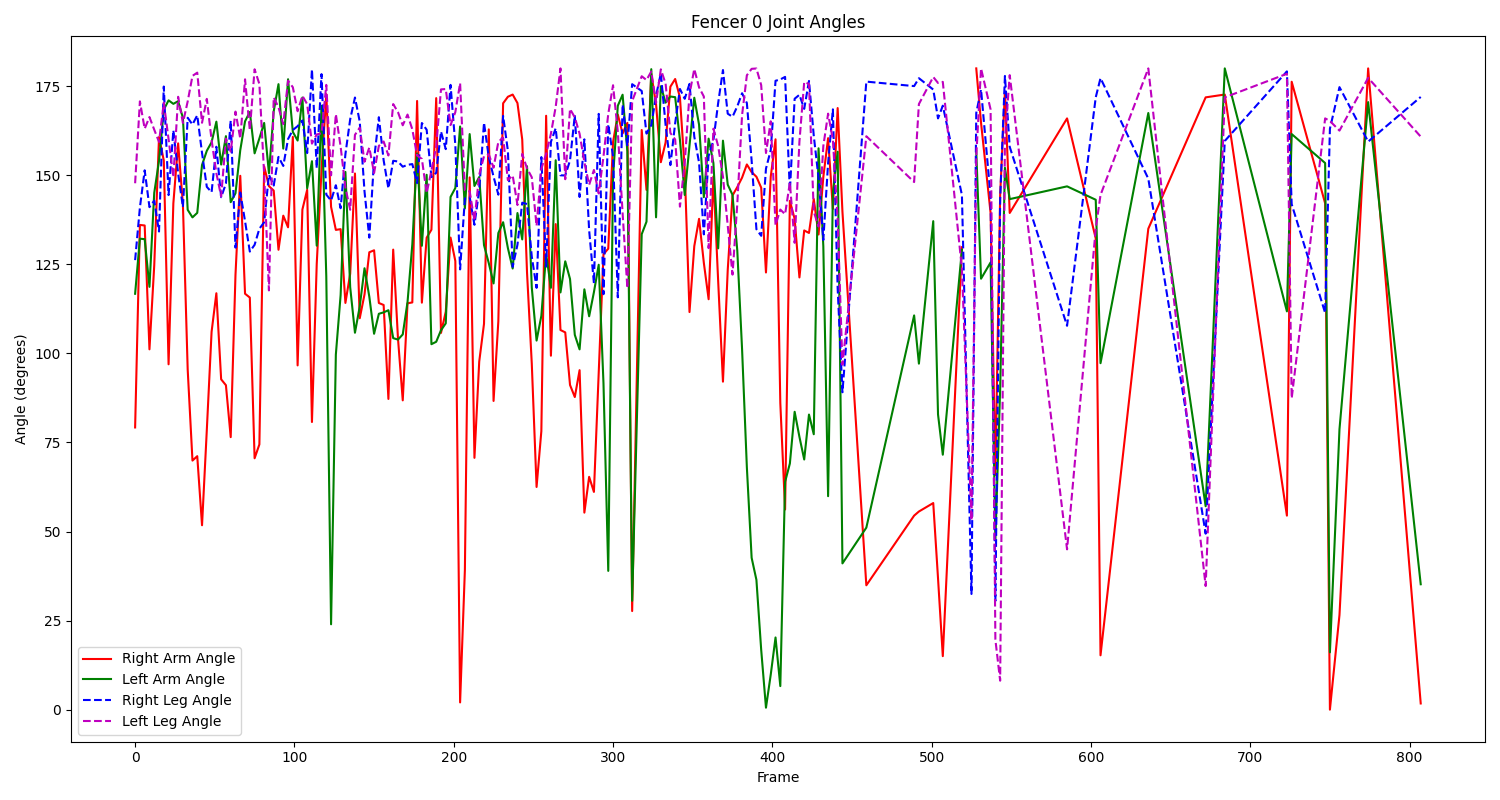 Fencer 0 Joint Angles
Angle (degrees)
175
150
125
100
75
50
25
0
Right Arm Angle
Left Arm Angle
Right Leg Angle
Left Leg Angle
0 100 200 300 400 500 600 700 800
Frame